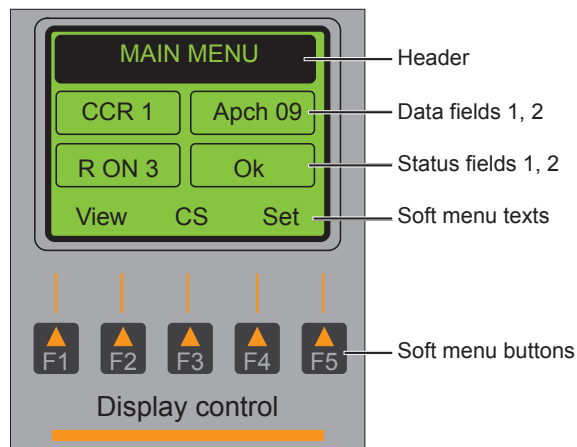 MAIN MENU
Header
CCR 1 Apch 09
Data fields 1, 2
R ON 3 Ok
Status fields 1, 2
View CS Set
Soft menu texts
F1 F2 F3 F4 F5
Soft menu buttons
Display control